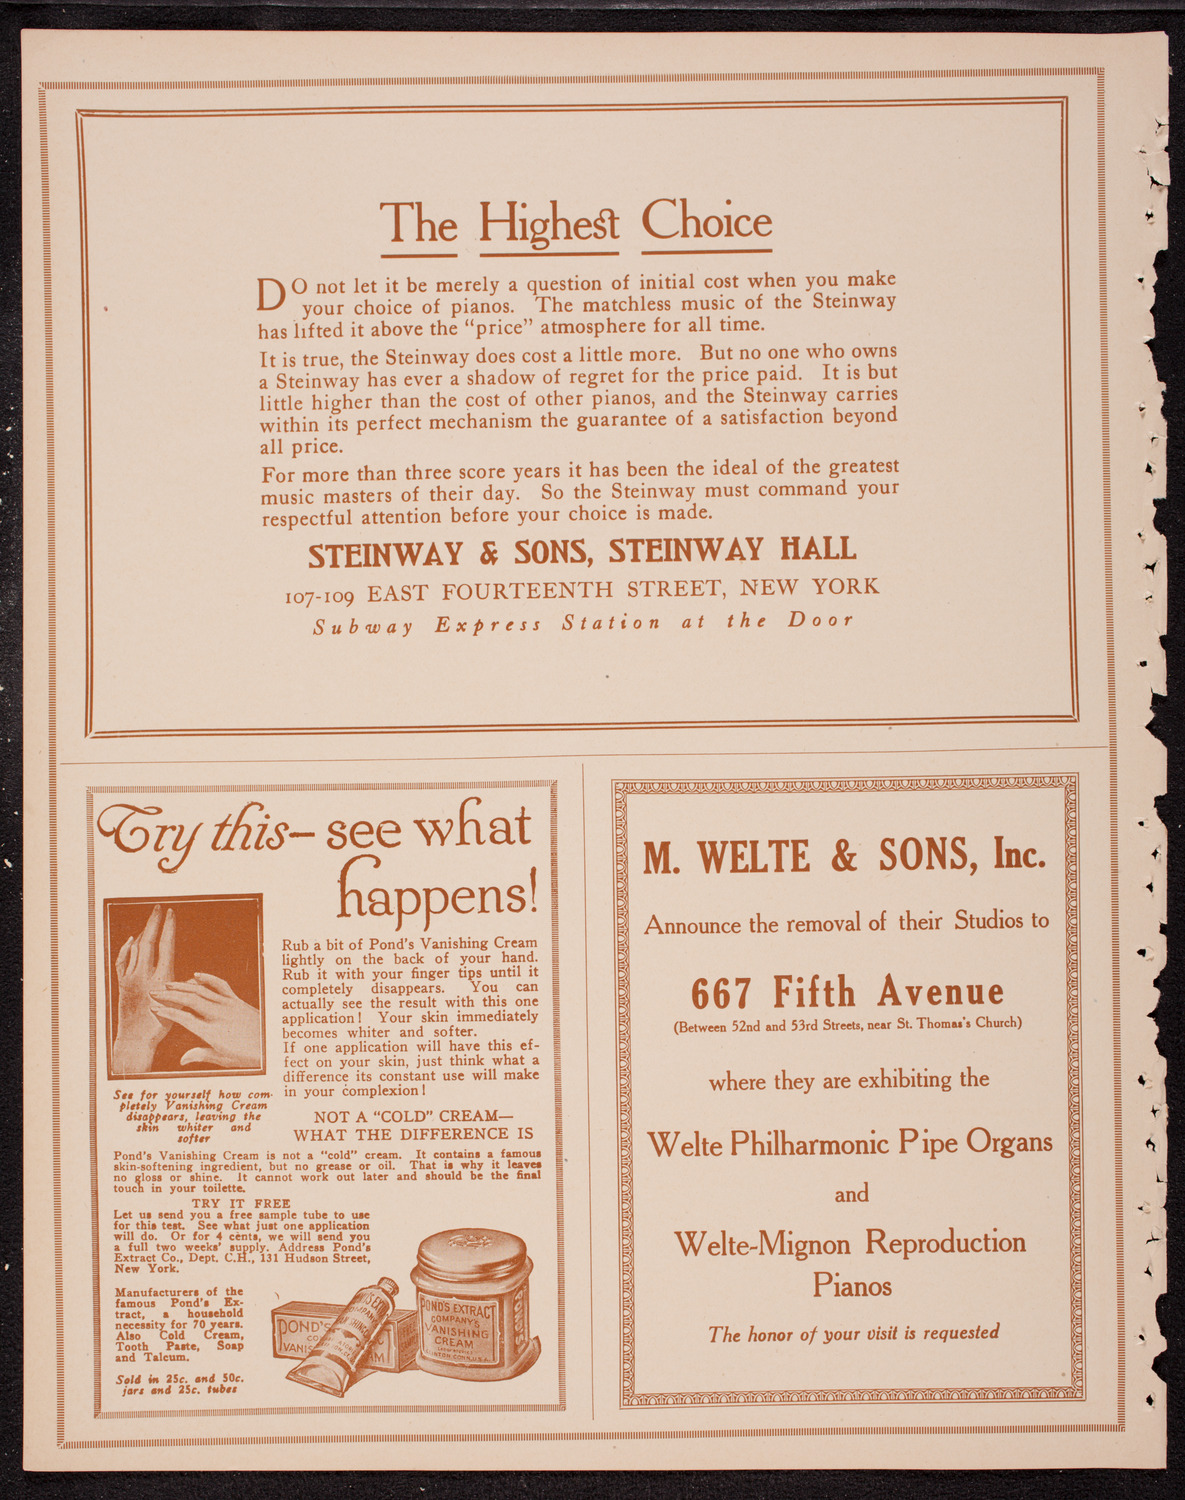 The Highest Choice
DO not let it be merely a question of initial cost when you make
your choice of pianos. The matchless music of the Steinway
has lifted it above the "price" atmosphere for all time.
It is true, the Steinway does cost a little more. But no one who owns
a Steinway has ever a shadow of regret for the price paid. It is but
little higher than the cost of other pianos, and the Steinway carries
within its perfect mechanism the guarantee of a satisfaction beyond
all price.
For more than three score years it has been the ideal of the greatest
music masters of their day. So the Steinway must command your
respectful attention before your choice is made.
STEINWAY & SONS, STEINWAY HALL
107-109 EAST FOURTEENTH STREET, NEW YORK
Subway Express Station at the Door
Try this—see what
happens!
Rub a bit of Pond's Vanishing Cream
lightly on the back of your hand.
Rub it with your finger tips until it
completely disappears. You can
actually see the result with this one
application! Your skin immediately
becomes whiter and softer.
If one application will have this ef-
fect on your skin, just think what a
difference its constant use will make
in your complexion!
See for yourself how com-
pletely Vanishing Cream
disappears, leaving the
skin whiter and
softer
NOT A "COLD" CREAM—
WHAT THE DIFFERENCE IS
Pond's Vanishing Cream is not a "cold" cream. It contains a famous
skin-softening ingredient, but no grease or oil. That is why it leaves
no gloss or shine. It cannot work out later and should be the final
touch in your toilette.
TRY IT FREE
Let us send you a free sample tube to use
for this test. See what just one application
will do. Or for 4 cents, we will send you
a full two weeks' supply. Address Pond's
Extract Co., Dept. C.H., 131 Hudson Street,
New York.
Manufacturers of the
famous Pond's Ex-
tract, a household
necessity for 70 years.
Also Cold Cream,
Tooth Paste, Soap
and Talcum.
Sold in 25c. and 50c.
jars and 25c. tubes
POND'S
VANIS
AM
POND'S EXTRACT
COMPANY'S
VANISHING
CREAM
M. WELTE & SONS, Inc.
Announce the removal of their Studios to
667 Fifth Avenue
(Between 52nd and 53rd Streets, near St. Thomas's Church)
where they are exhibiting the
Welte Philharmonic Pipe Organs
and
Welte-Mignon Reproduction
Pianos
The honor of your visit is requested